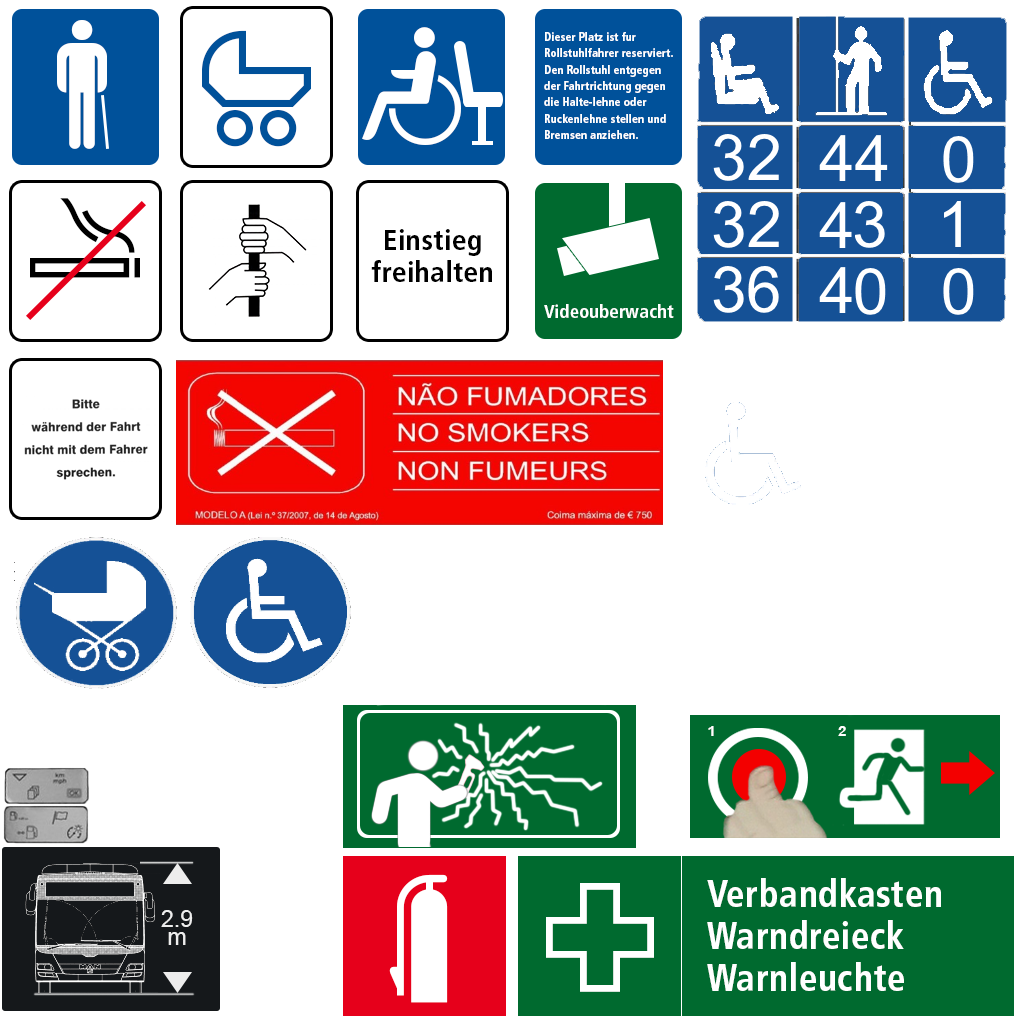 Dieser Platz ist fur
Rollstuhlfahrer reserviert.
Den Rollstuhl entgegen
der Fahrtrichtung gegen
die Halte-lehne oder
Ruckenlehne stellen und
Bremsen anziehen.
32 44 0
32 43 1
36 40 0
Einstieg
freihalten
Videouberwacht
Bitte
während der Fahrt
nicht mit dem Fahrer
sprechen.
NÃO FUMADORES
NO SMOKERS
NON FUMEURS
MODELO A (Lei n.º 37/2007, de 14 de Agosto)
Coima máxima de € 750
km
mph
OK
1
2
2.9
m
MAN
Verbandkasten
Warndreieck
Warnleuchte